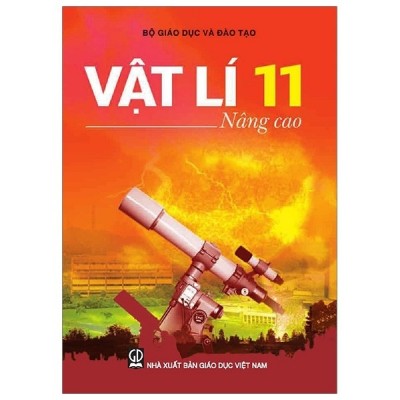 BỘ GIÁO DỤC VÀ ĐÀO TẠO
VẬT LÍ 11
Nâng cao
NHÀ XUẤT BẢN GIÁO DỤC VIỆT NAM